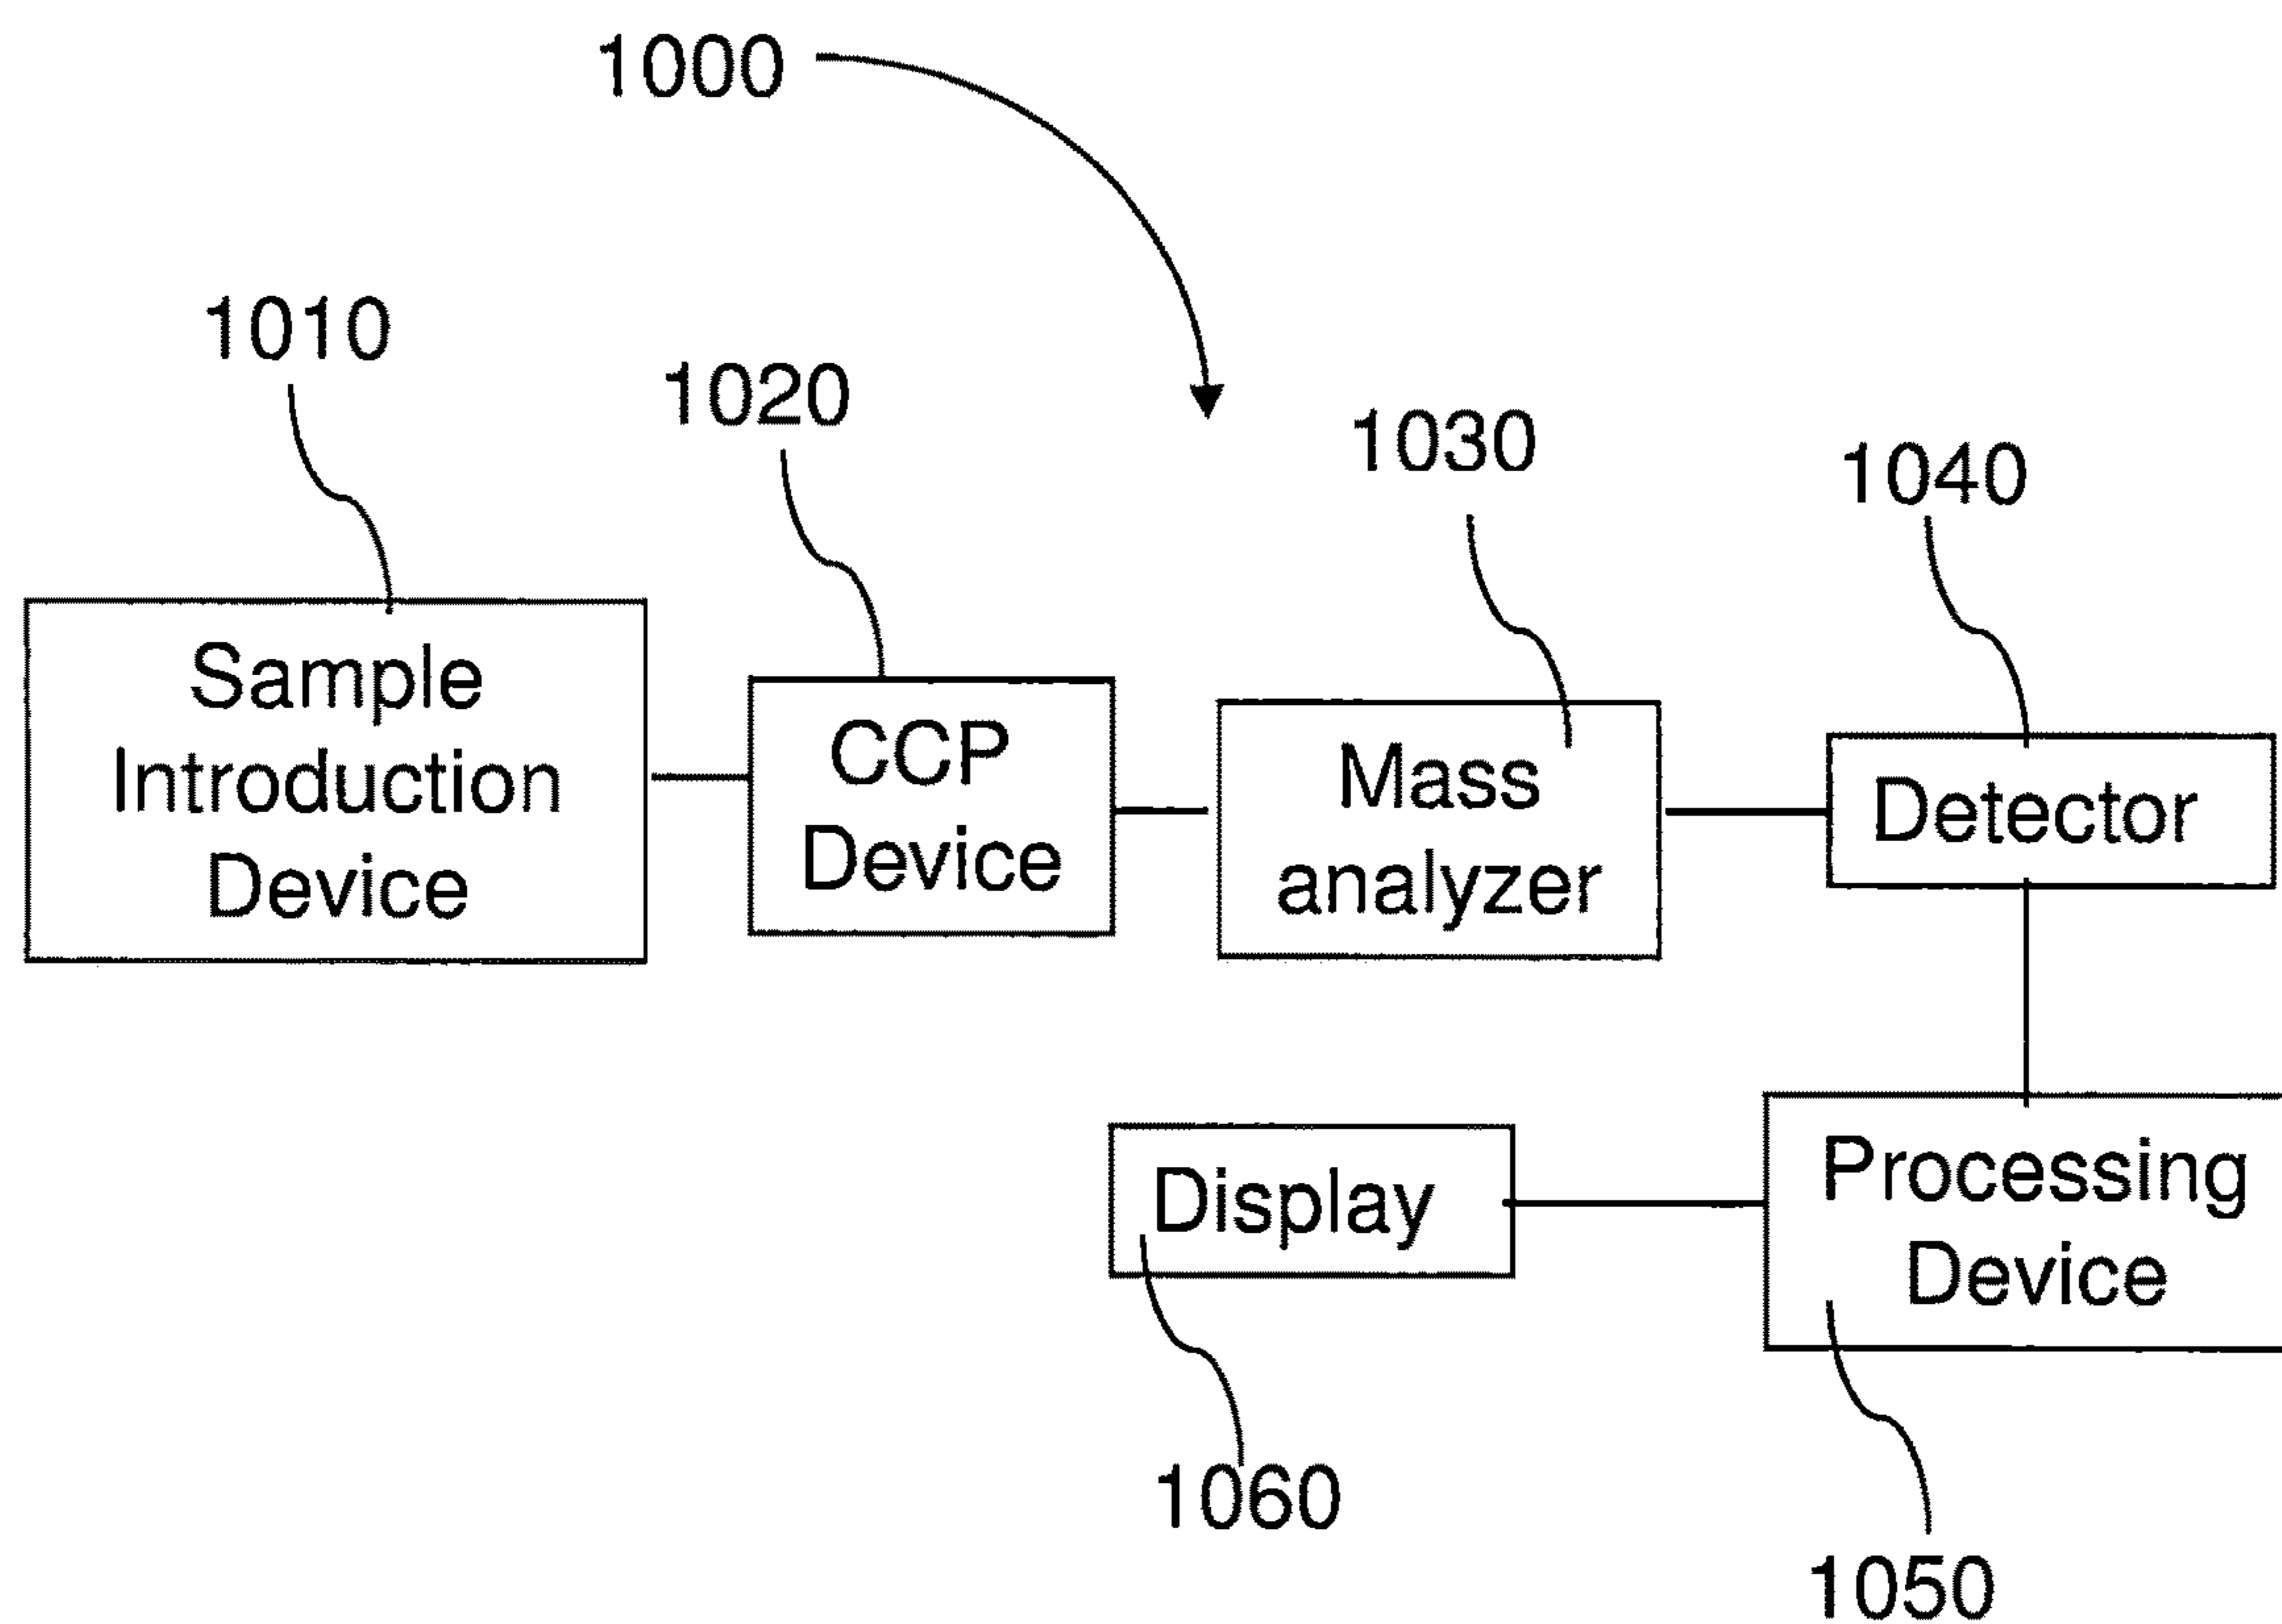 1000
1010
1020
1030
1040
Sample
Introduction
Device
CCP
Device
Mass
analyzer
Detector
Display
Processing
Device
1060
1050